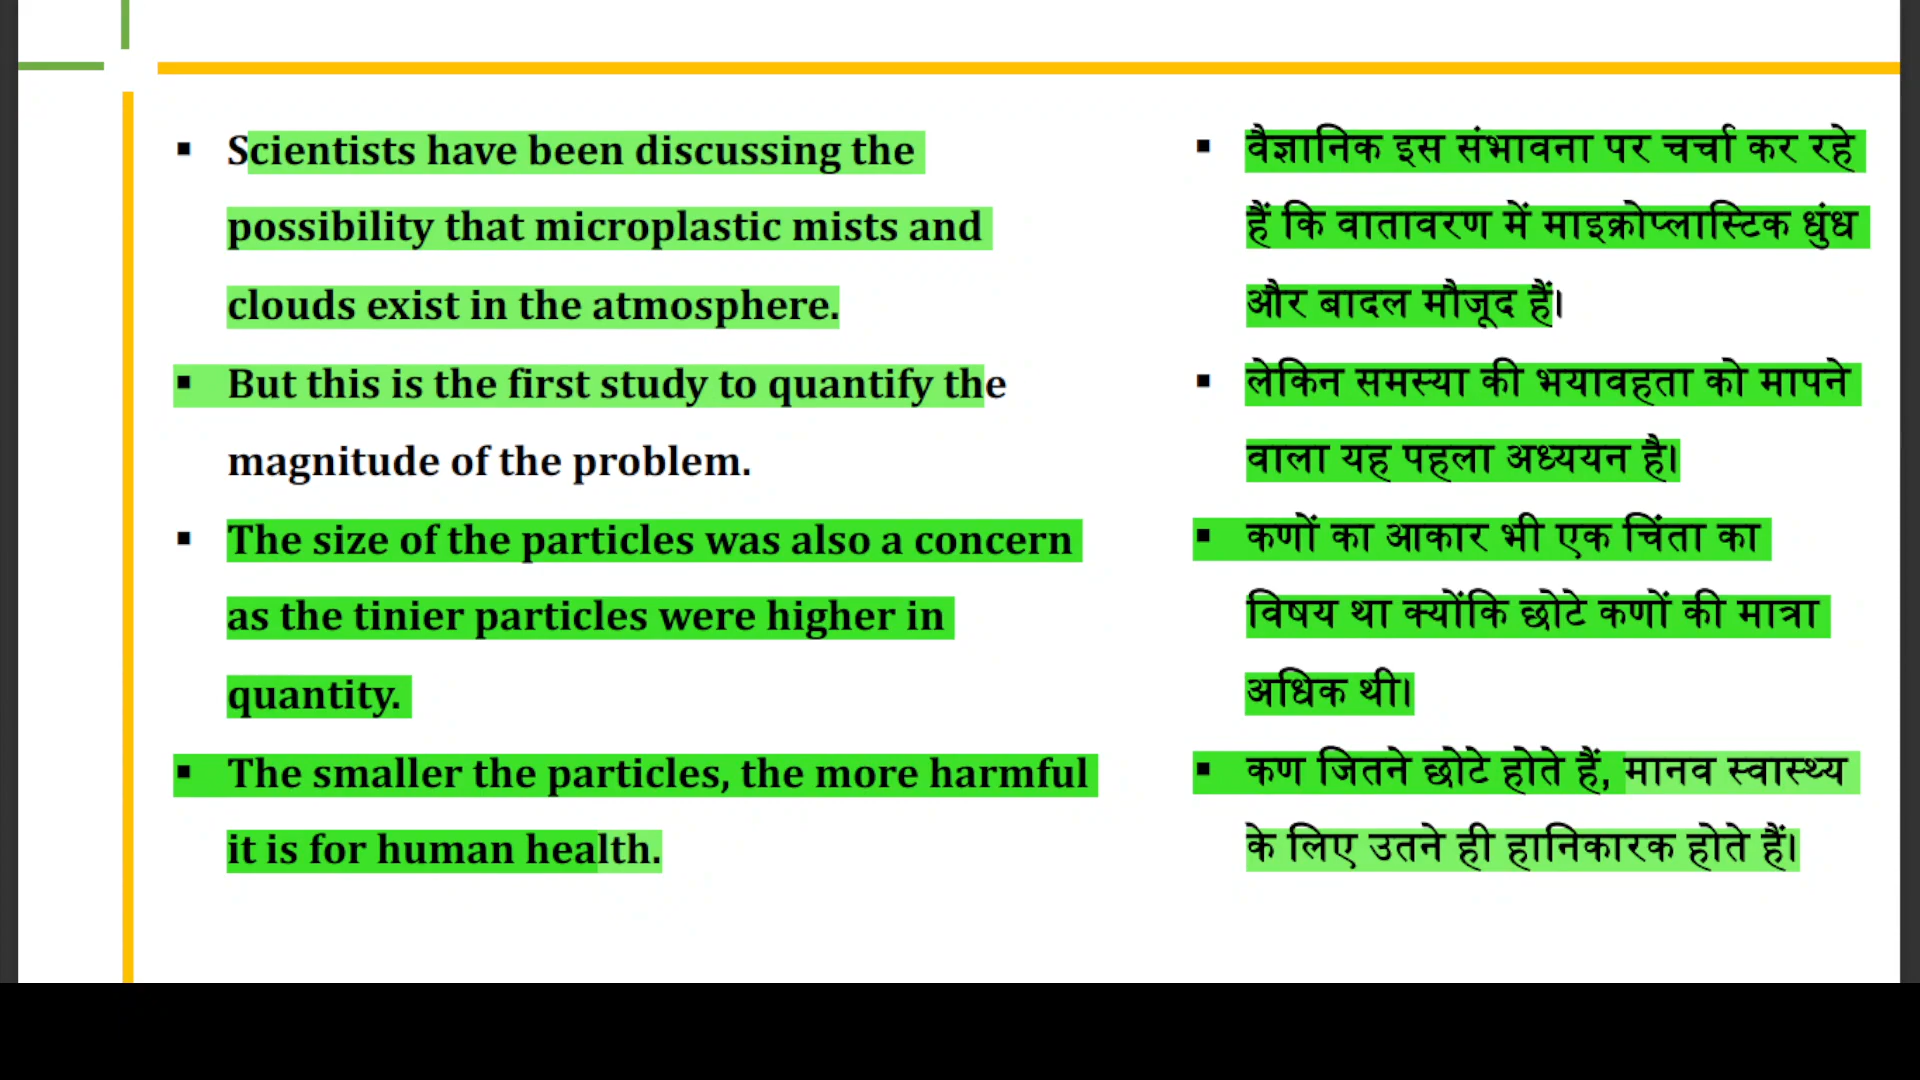 ▪ Scientists have been discussing the
possibility that microplastic mists and
clouds exist in the atmosphere.
▪ But this is the first study to quantify the
magnitude of the problem.
▪ The size of the particles was also a concern
as the tinier particles were higher in
quantity.
▪ The smaller the particles, the more harmful
it is for human health.
▪ वैज्ञानिक इस संभावना पर चर्चा कर रहे
हैं कि वातावरण में माइक्रोप्लास्टिक धुंध
और बादल मौजूद हैं।
▪ लेकिन समस्या की भयावहता को मापने
वाला यह पहला अध्ययन है।
▪ कणों का आकार भी एक चिंता का
विषय था क्योंकि छोटे कणों की मात्रा
अधिक थी।
▪ कण जितने छोटे होते हैं, मानव स्वास्थ्य
के लिए उतने ही हानिकारक होते हैं।